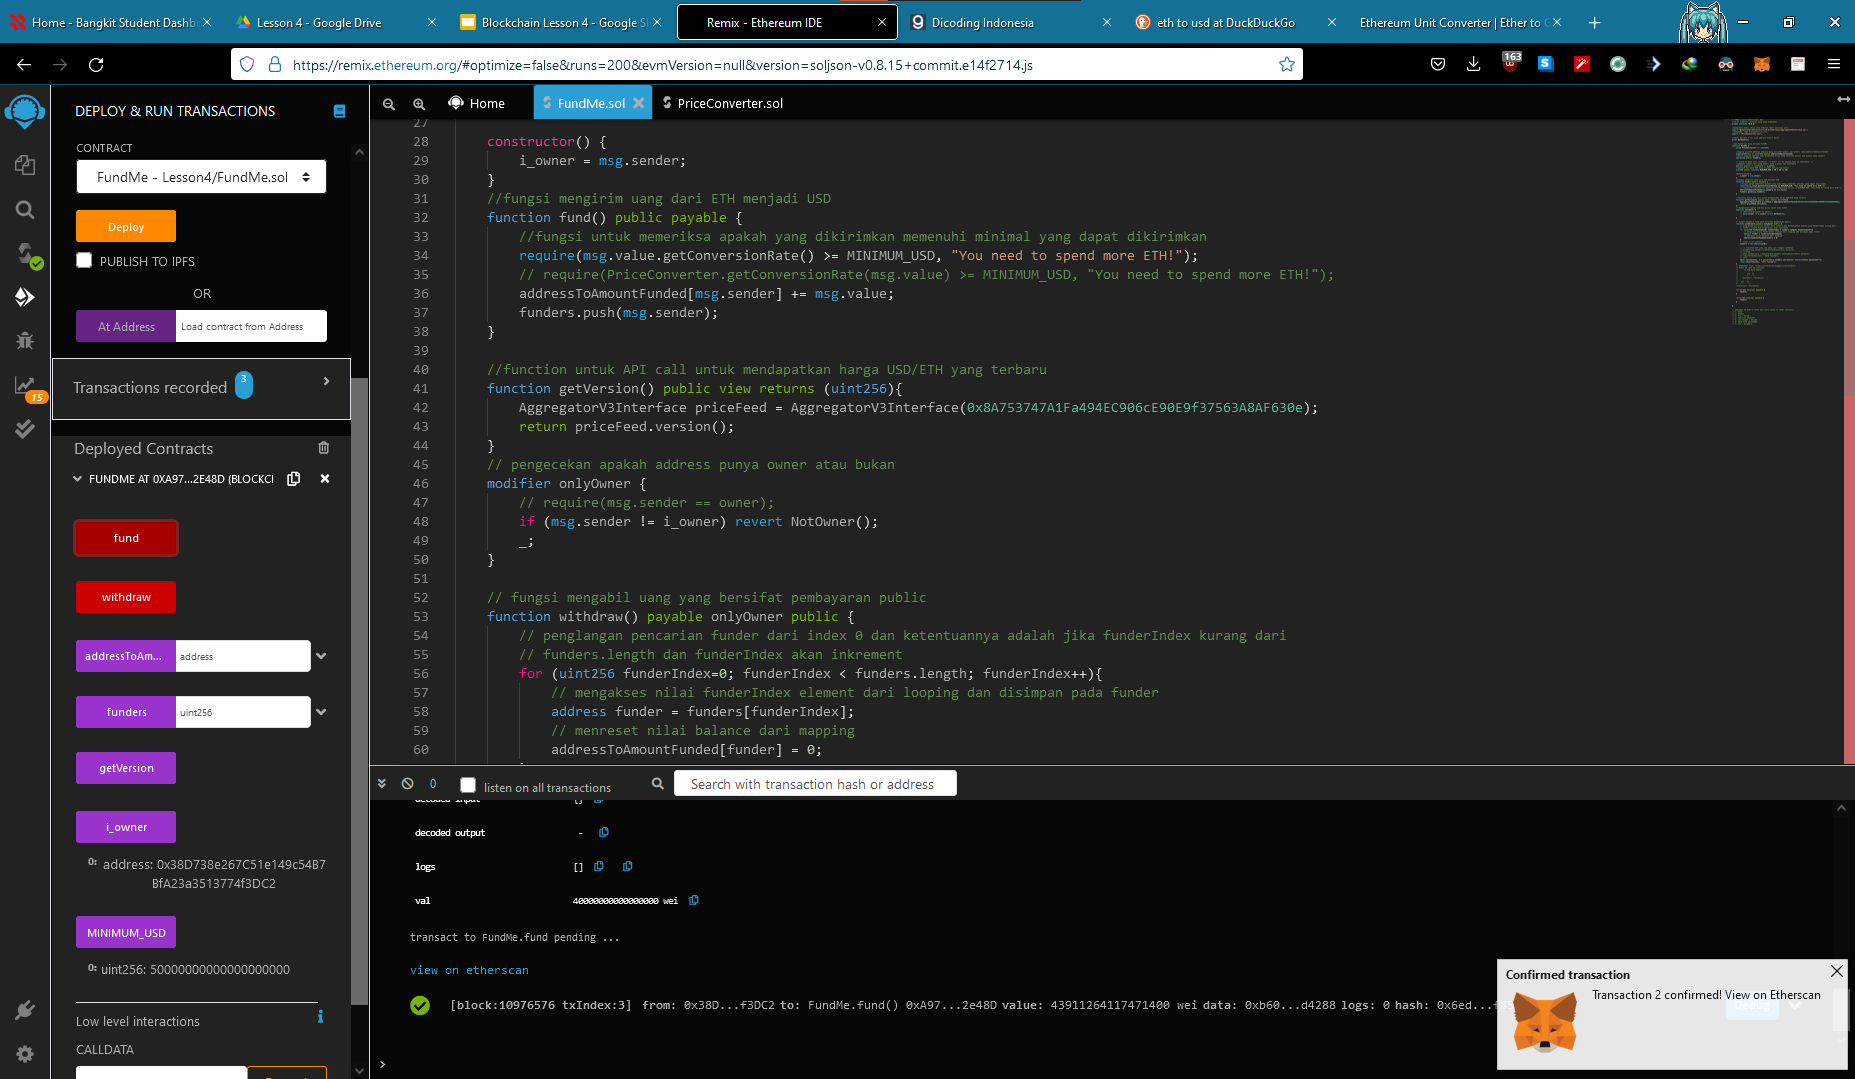 Home - Bangkit Student Dashbo
Lesson 4 - Google Drive
Blockchain Lesson 4 - Google Sl
Remix - Ethereum IDE
Dicoding Indonesia
eth to usd at DuckDuckGo
Ethereum Unit Converter | Ether to G
https://remix.ethereum.org/#optimize=false&runs=200&evmVersion=null&version=soljson-v0.8.15+commit.e14f2714.js
163
DEPLOY & RUN TRANSACTIONS
CONTRACT
FundMe - Lesson4/FundMe.sol
Deploy
PUBLISH TO IPFS
OR
At Address
Load contract from Address
Transactions recorded 3
15
Deployed Contracts
FUNDME AT 0XA97...2E48D (BLOCKCH
fund
withdraw
addressToAm... address
funders uint256
getVersion
i_owner
0: address: 0x38D738e267C51e149c54B7
BfA23a3513774f3DC2
MINIMUM_USD
0: uint256: 50000000000000000000
Low level interactions
CALLDATA
Home
FundMe.sol
PriceConverter.sol
27
28 constructor() {
29 i_owner = msg.sender;
30 }
31 //fungsi mengirim uang dari ETH menjadi USD
32 function fund() public payable {
33 //fungsi untuk memeriksa apakah yang dikirimkan memenuhi minimal yang dapat dikirimkan
34 require(msg.value.getConversionRate() >= MINIMUM_USD, "You need to spend more ETH!");
35 // require(PriceConverter.getConversionRate(msg.value) >= MINIMUM_USD, "You need to spend more ETH!");
36 addressToAmountFunded[msg.sender] += msg.value;
37 funders.push(msg.sender);
38 }
39
40 //function untuk API call untuk mendapatkan harga USD/ETH yang terbaru
41 function getVersion() public view returns (uint256){
42 AggregatorV3Interface priceFeed = AggregatorV3Interface(0x8A753747A1Fa494EC906cE90E9f37563A8AF630e);
43 return priceFeed.version();
44 }
45 // pengecekan apakah address punya owner atau bukan
46 modifier onlyOwner {
47 // require(msg.sender == owner);
48 if (msg.sender != i_owner) revert NotOwner();
49 _;
50 }
51
52 // fungsi mengabil uang yang bersifat pembayaran public
53 function withdraw() payable onlyOwner public {
54 // penglangan pencarian funder dari index 0 dan ketentuannya adalah jika funderIndex kurang dari
55 // funders.length dan funderIndex akan inkrement
56 for (uint256 funderIndex=0; funderIndex < funders.length; funderIndex++){
57 // mengakses nilai funderIndex element dari looping dan disimpan pada funder
58 address funder = funders[funderIndex];
59 // menreset nilai balance dari mapping
60 addressToAmountFunded[funder] = 0;
0
listen on all transactions
Search with transaction hash or address
decoded input {}
decoded output -
logs []
val 40000000000000000 wei
transact to FundMe.fund pending ...
view on etherscan
[block:10976576 txIndex:3] from: 0x38D...f3DC2 to: FundMe.fund() 0xA97...2e48D value: 43911264117471400 wei data: 0xb60...d4288 logs: 0 hash: 0x6ed...f85
>
Confirmed transaction
Transaction 2 confirmed! View on Etherscan